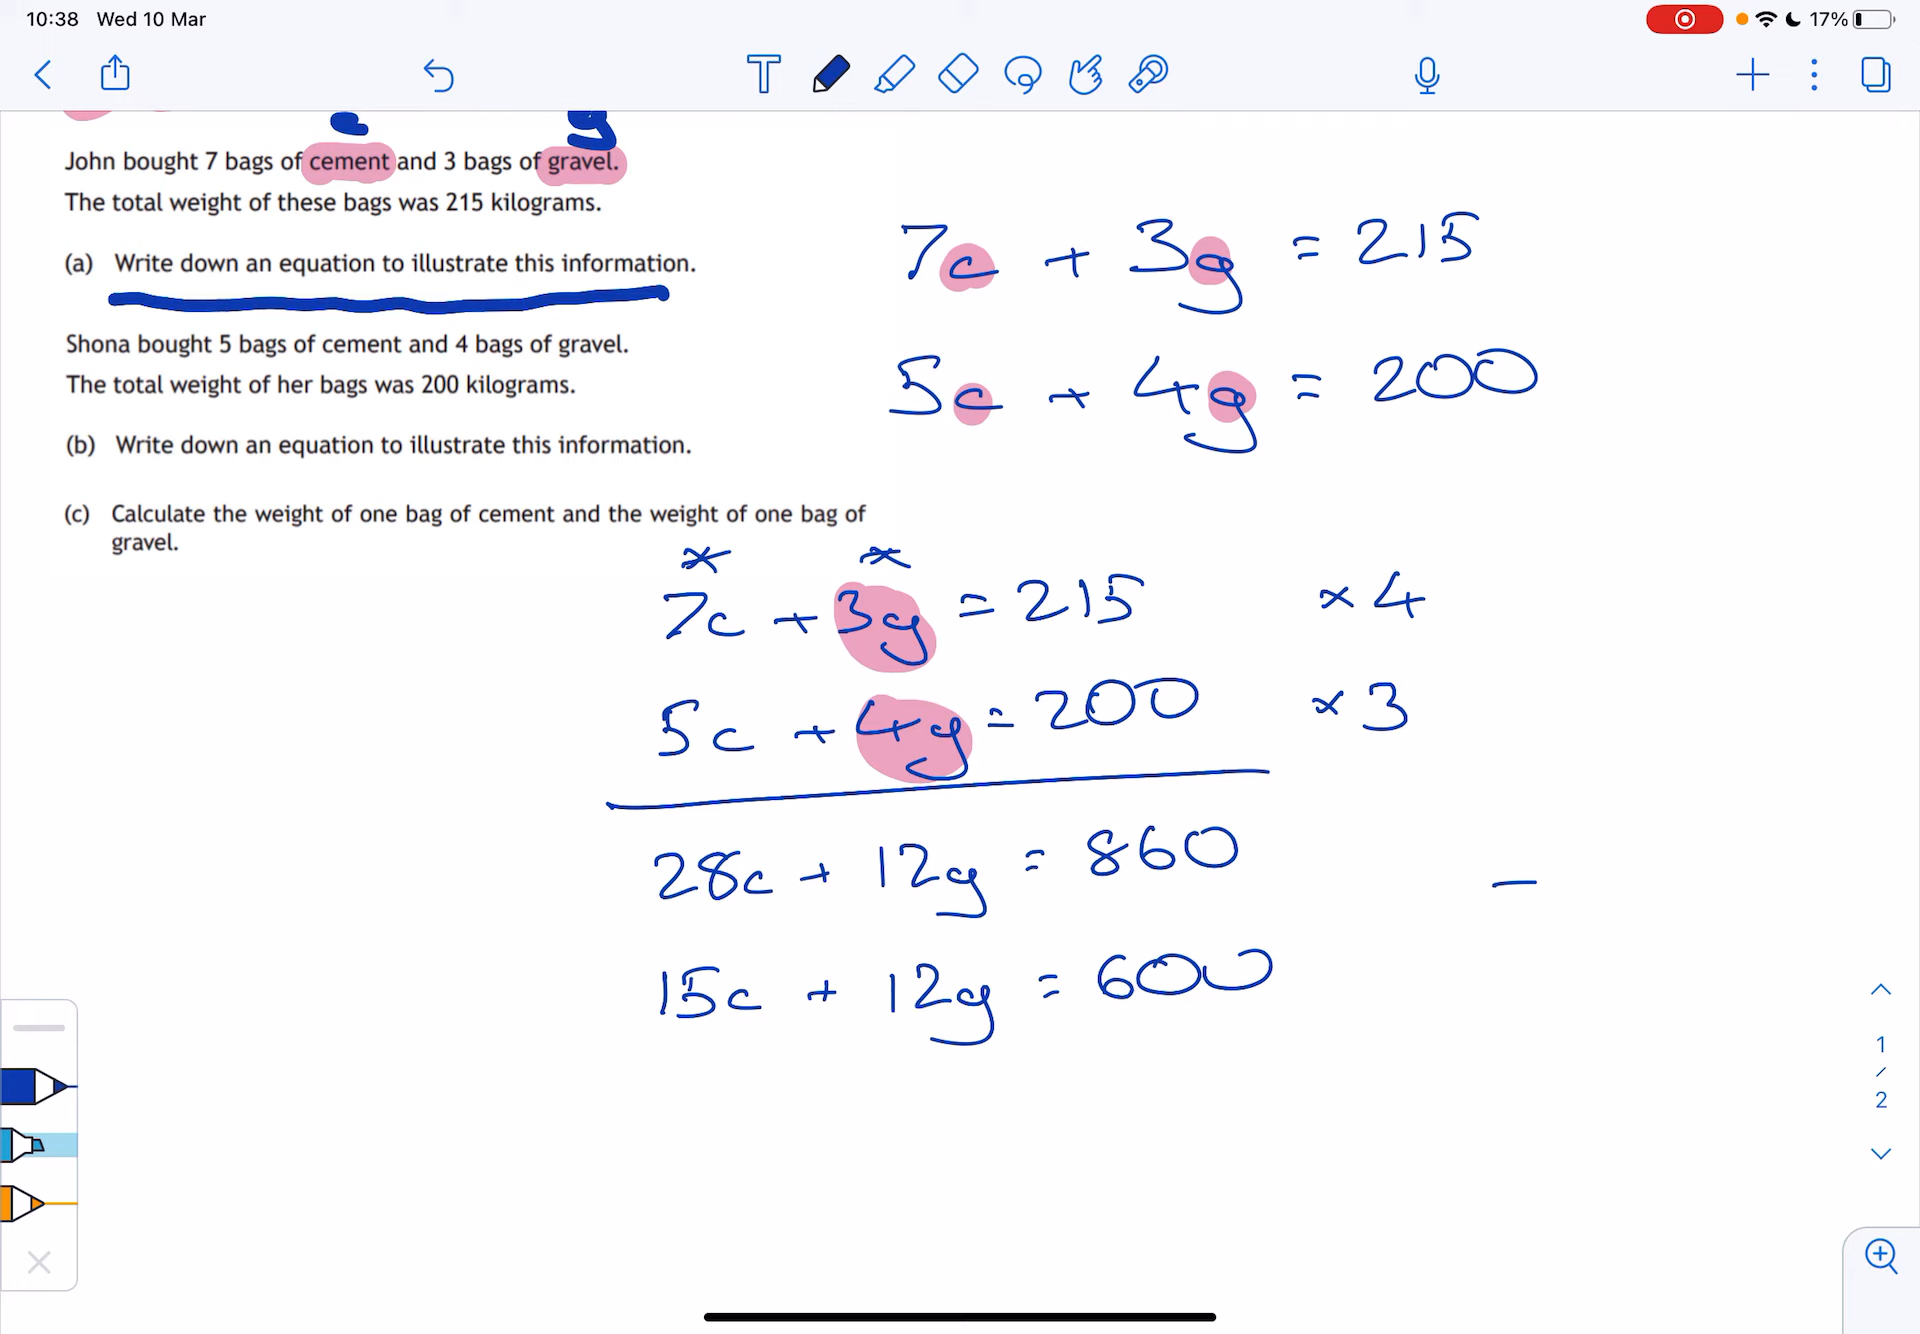 10:38 Wed 10 Mar
17%
T
c g
John bought 7 bags of cement and 3 bags of gravel.
The total weight of these bags was 215 kilograms.
(a) Write down an equation to illustrate this information.
7c + 3g = 215
Shona bought 5 bags of cement and 4 bags of gravel.
The total weight of her bags was 200 kilograms.
5c + 4g = 200
(b) Write down an equation to illustrate this information.
(c) Calculate the weight of one bag of cement and the weight of one bag of
gravel.
* *
7c + 3g = 215 × 4
5c + 4g = 200 × 3
28c + 12g = 860 −
15c + 12g = 600
1
/
2